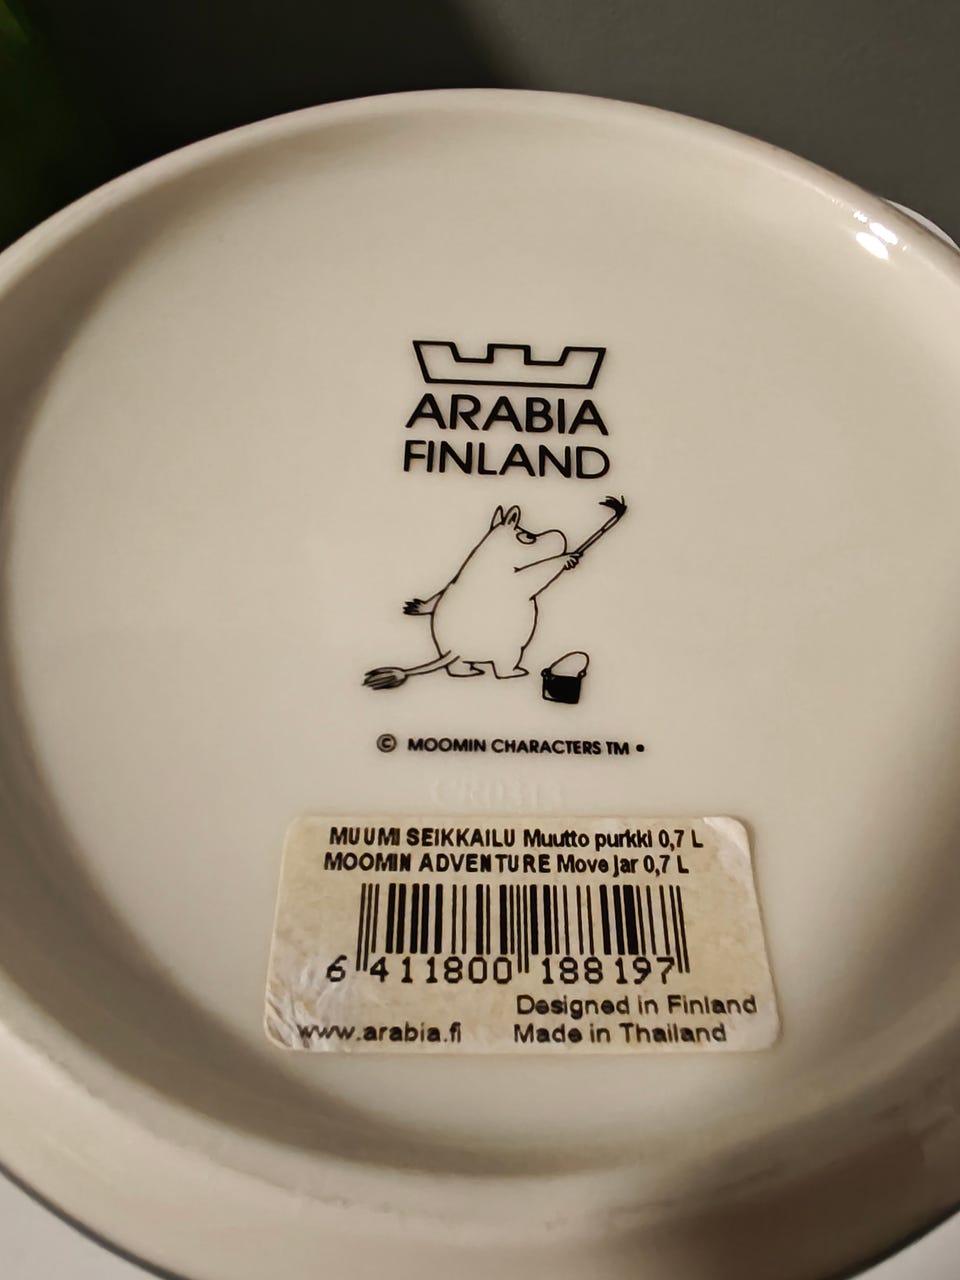 ARABIA
FINLAND
© MOOMIN CHARACTERS TM •
MUUMI SEIKKAILU Muutto purkki 0,7 L
MOOMIN ADVENTURE Move Jar 0,7 L
6 411800 188197
Designed in Finland
www.arabia.fi Made in Thailand